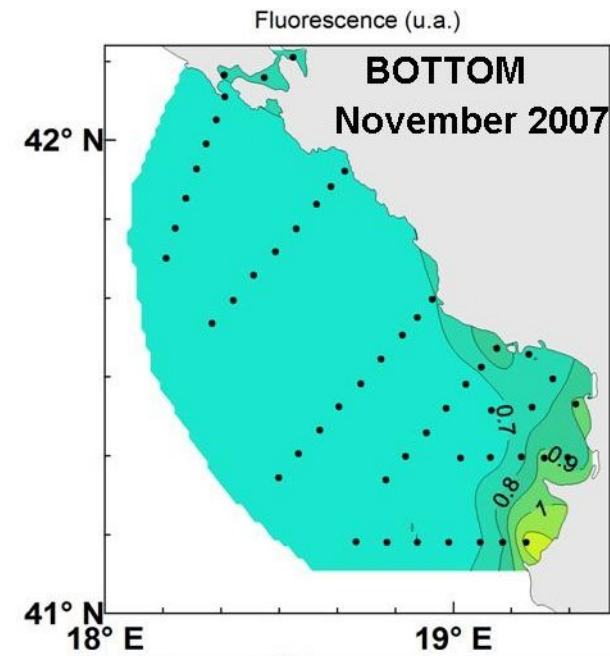 Fluorescence (u.a.)
BOTTOM
November 2007
42° N
0.7
0.9
0.8
1
41° N
18° E
19° E